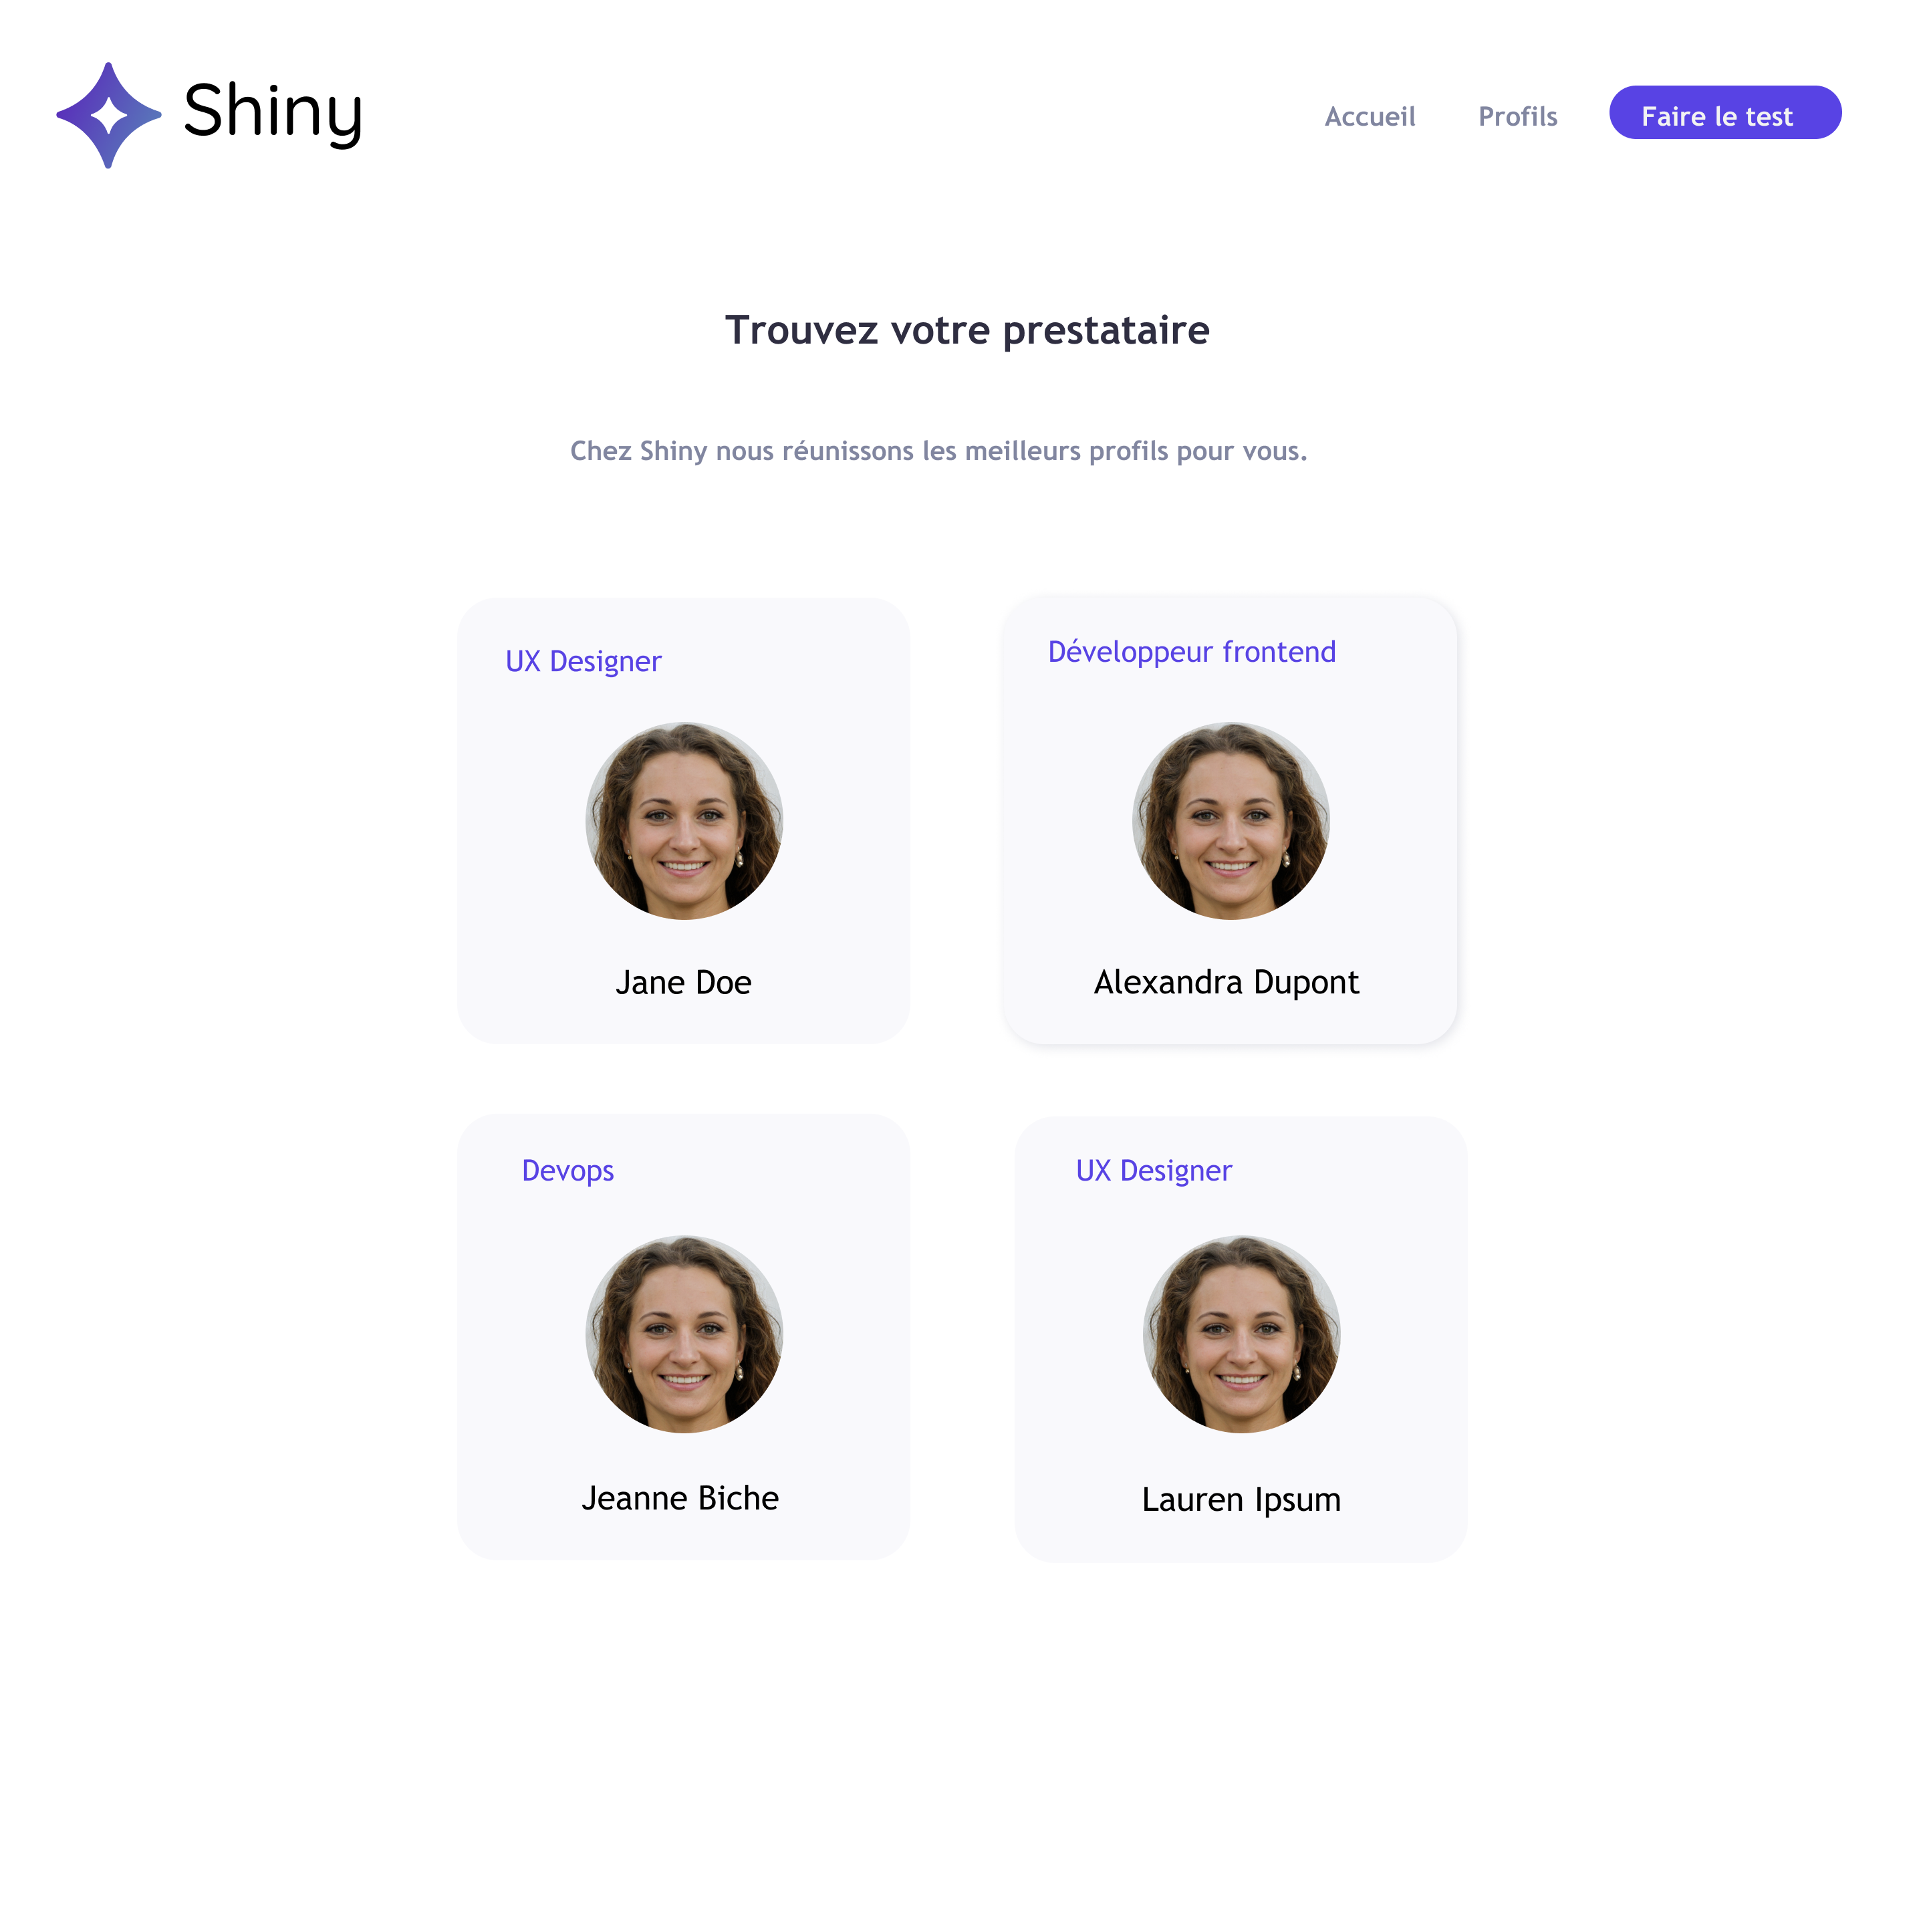 Shiny
Accueil
Profils
Faire le test
Trouvez votre prestataire
Chez Shiny nous réunissons les meilleurs profils pour vous.
UX Designer
Jane Doe
Développeur frontend
Alexandra Dupont
Devops
Jeanne Biche
UX Designer
Lauren Ipsum